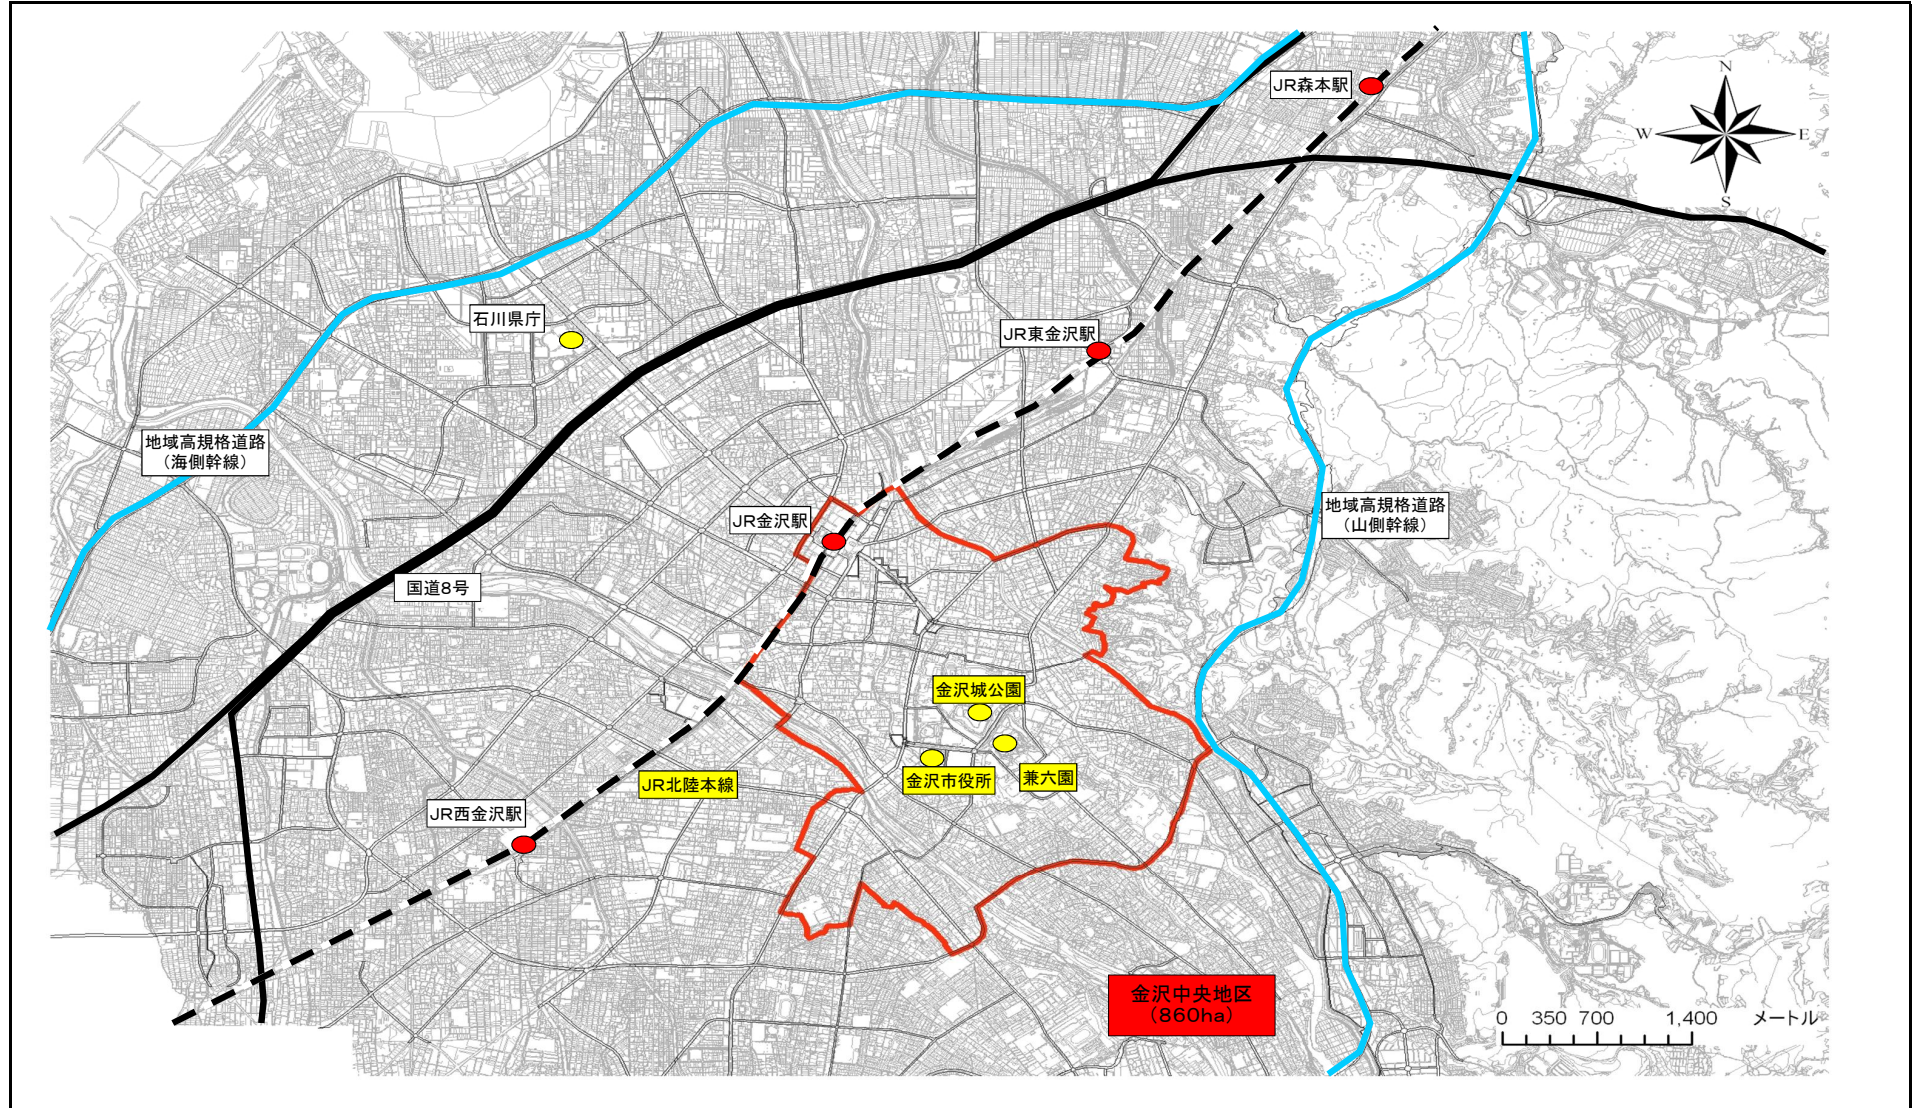 JR森本駅
N
W
E
S
石川県庁
JR東金沢駅
地域高規格道路
（海側幹線）
JR金沢駅
地域高規格道路
（山側幹線）
国道8号
金沢城公園
金沢市役所
兼六園
JR北陸本線
JR西金沢駅
金沢中央地区
（860ha）
0 350 700 1,400 メートル